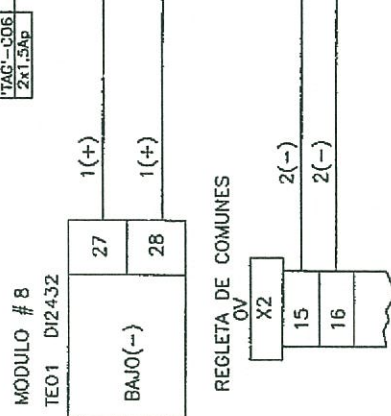 'TAG'-C06
2x1,5Ap
MODULO # 8
TE01 DI2432
BAJO(-)
27
28
1(+)
1(+)
REGLETA DE COMUNES
0V
X2
15
16
2(-)
2(-)